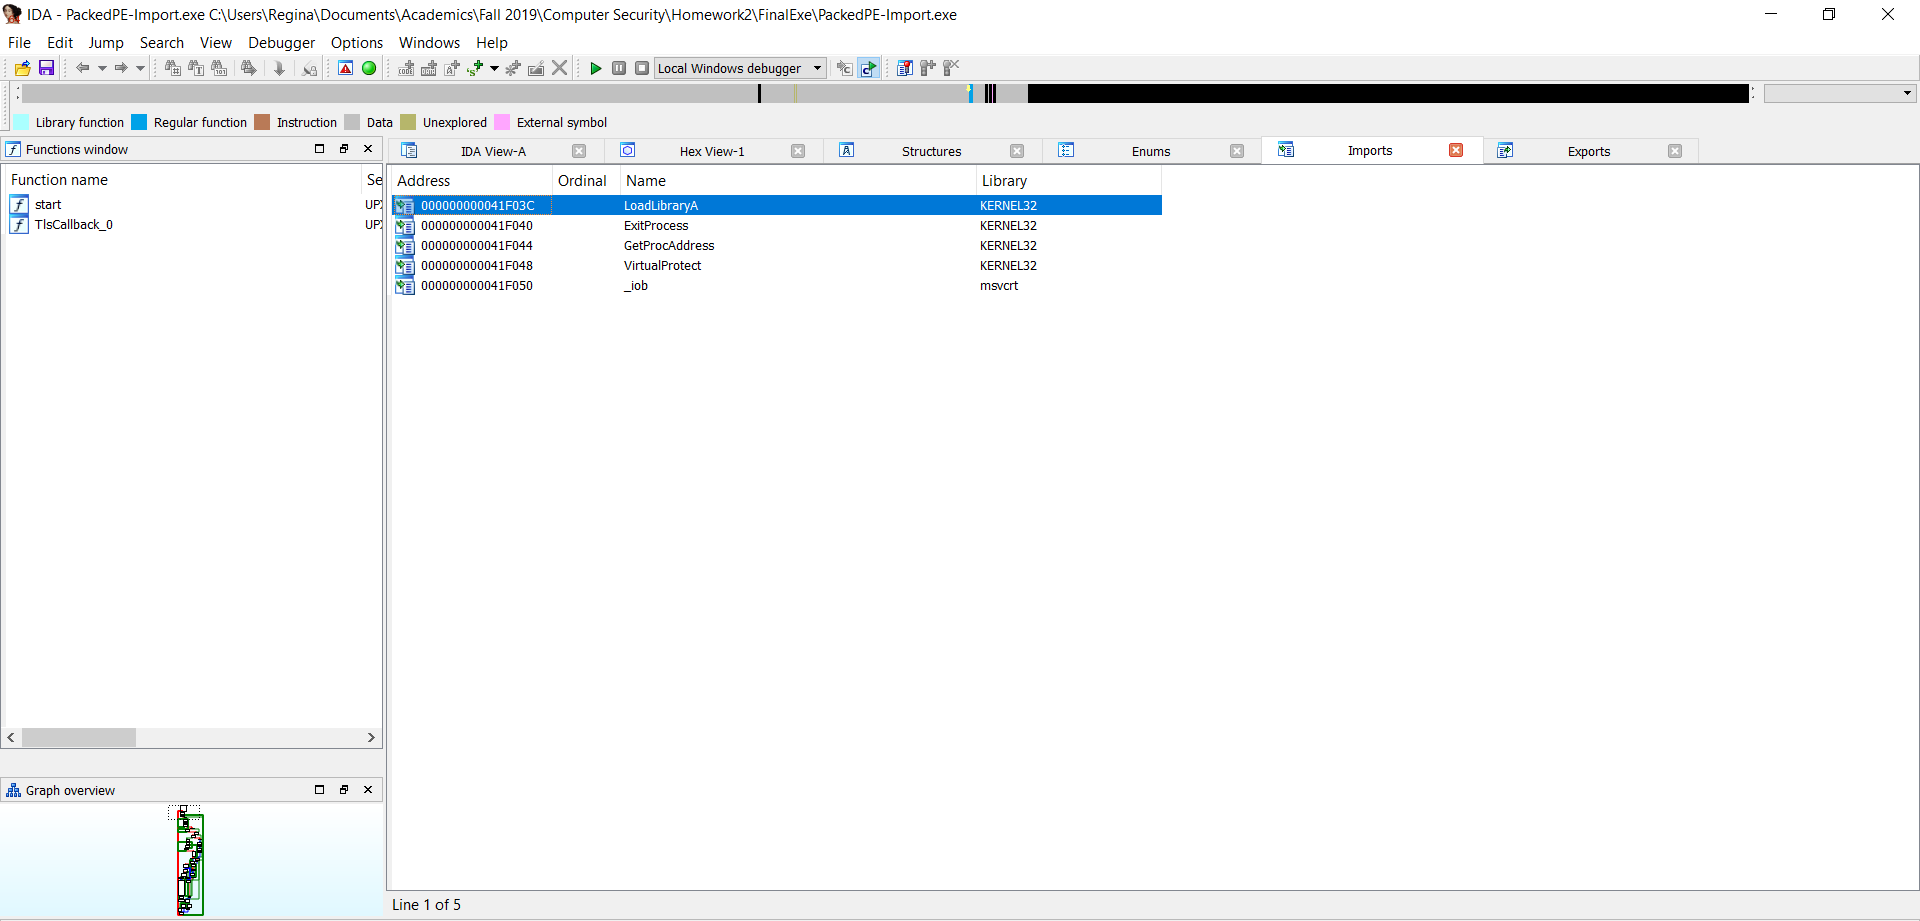 IDA - PackedPE-Import.exe C:\Users\Regina\Documents\Academics\Fall 2019\Computer Security\Homework2\FinalExe\PackedPE-Import.exe
File Edit Jump Search View Debugger Options Windows Help
Local Windows debugger
Library function Regular function Instruction Data Unexplored External symbol
Functions window
IDA View-A Hex View-1 Structures Enums Imports Exports
Function name Se
start UP
TlsCallback_0 UP
Address Ordinal Name Library
000000000041F03C LoadLibraryA KERNEL32
000000000041F040 ExitProcess KERNEL32
000000000041F044 GetProcAddress KERNEL32
000000000041F048 VirtualProtect KERNEL32
000000000041F050 _iob msvcrt
Graph overview
Line 1 of 5